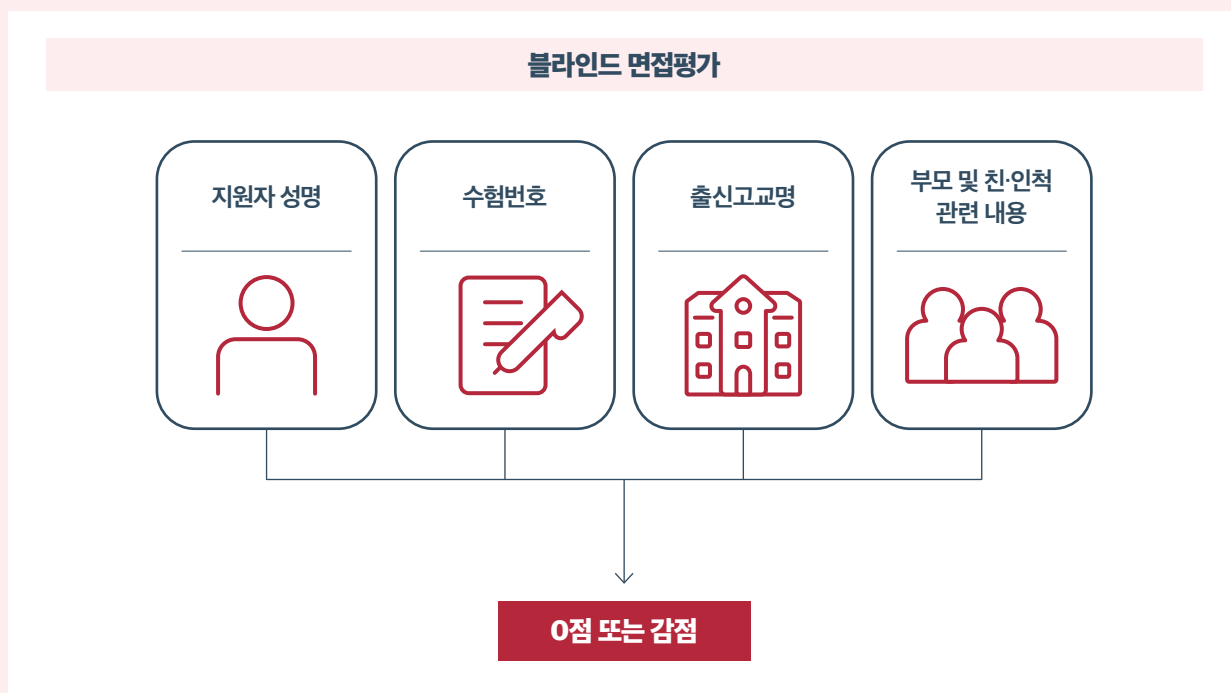 블라인드 면접평가
지원자 성명
수험번호
출신고교명
부모 및 친·인척
관련 내용
0점 또는 감점